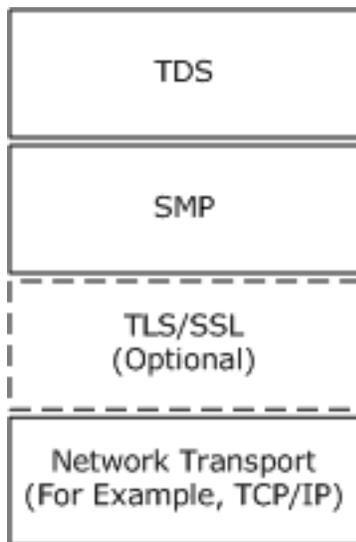 TDS
SMP
TLS/SSL
(Optional)
Network Transport
(For Example, TCP/IP)